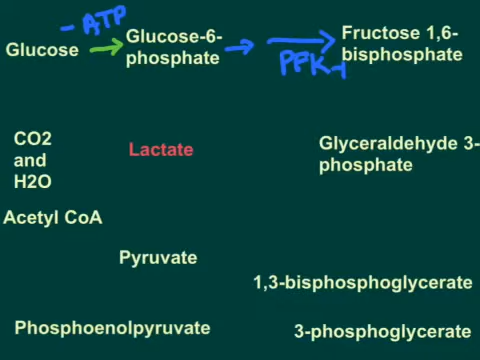 - ATP
Glucose
Glucose-6-
phosphate
Fructose 1,6-
bisphosphate
PFK-1
CO2
and
H2O
Lactate
Glyceraldehyde 3-
phosphate
Acetyl CoA
Pyruvate
1,3-bisphosphoglycerate
Phosphoenolpyruvate
3-phosphoglycerate